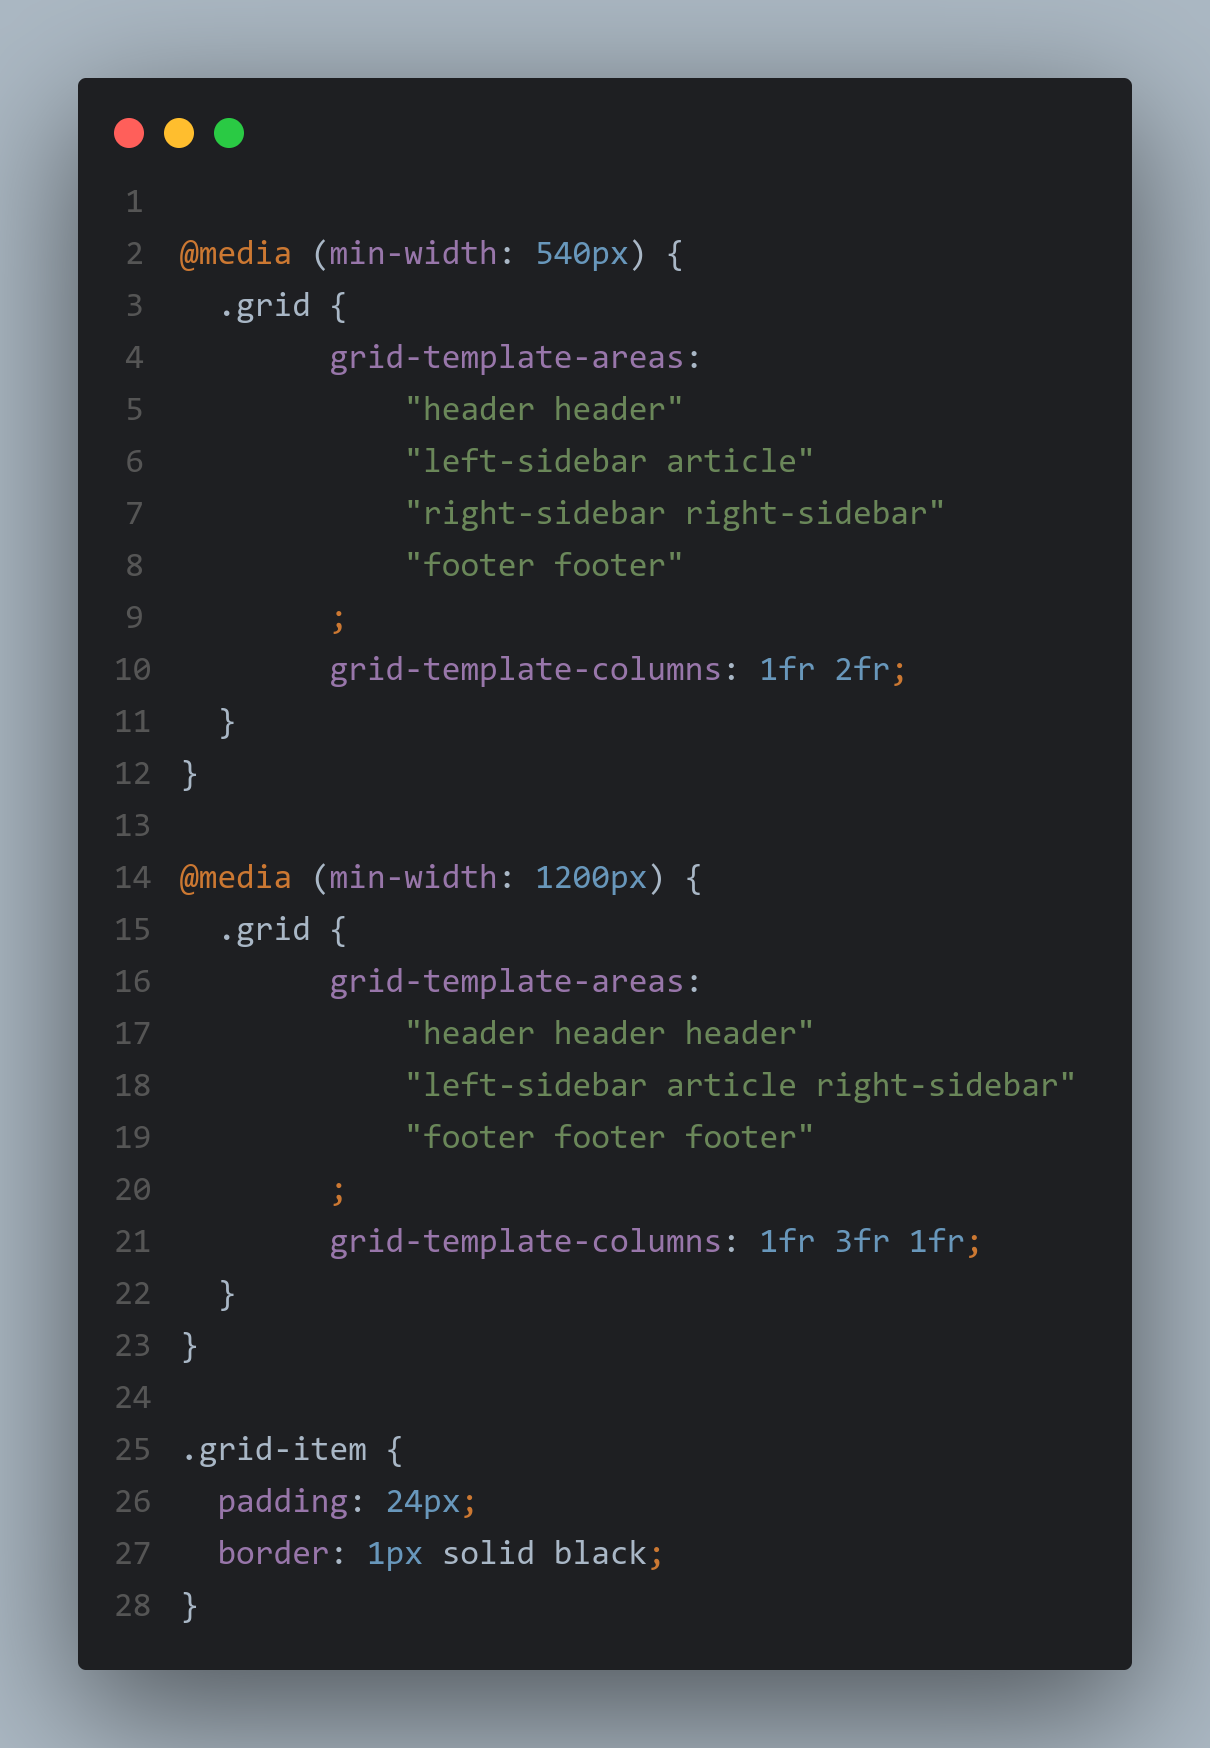 1
2 @media (min-width: 540px) {
3   .grid {
4         grid-template-areas:
5             "header header"
6             "left-sidebar article"
7             "right-sidebar right-sidebar"
8             "footer footer"
9         ;
10         grid-template-columns: 1fr 2fr;
11   }
12 }
13
14 @media (min-width: 1200px) {
15   .grid {
16         grid-template-areas:
17             "header header header"
18             "left-sidebar article right-sidebar"
19             "footer footer footer"
20         ;
21         grid-template-columns: 1fr 3fr 1fr;
22   }
23 }
24
25 .grid-item {
26   padding: 24px;
27   border: 1px solid black;
28 }